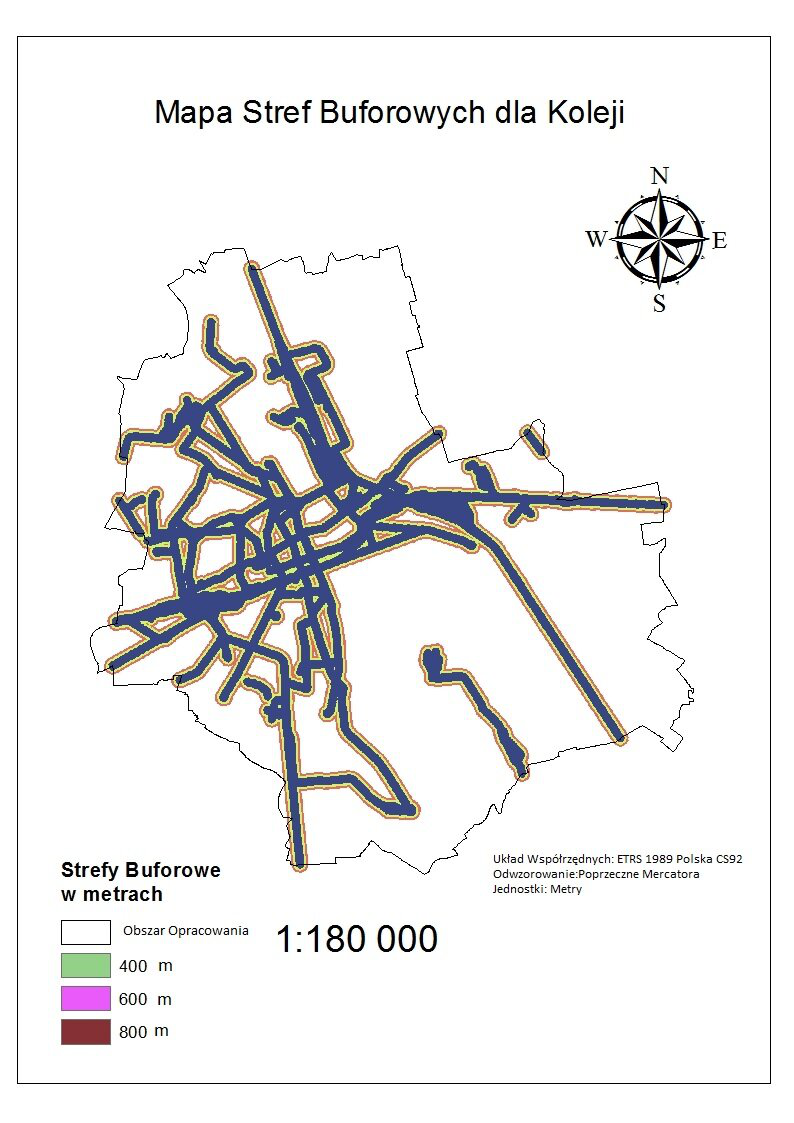 Mapa Stref Buforowych dla Koleji
N
W E
S
Układ Współrzędnych: ETRS 1989 Polska CS92
Odwzorowanie:Poprzeczne Mercatora
Jednostki: Metry
Strefy Buforowe
w metrach
Obszar Opracowania
1:180 000
400 m
600 m
800 m